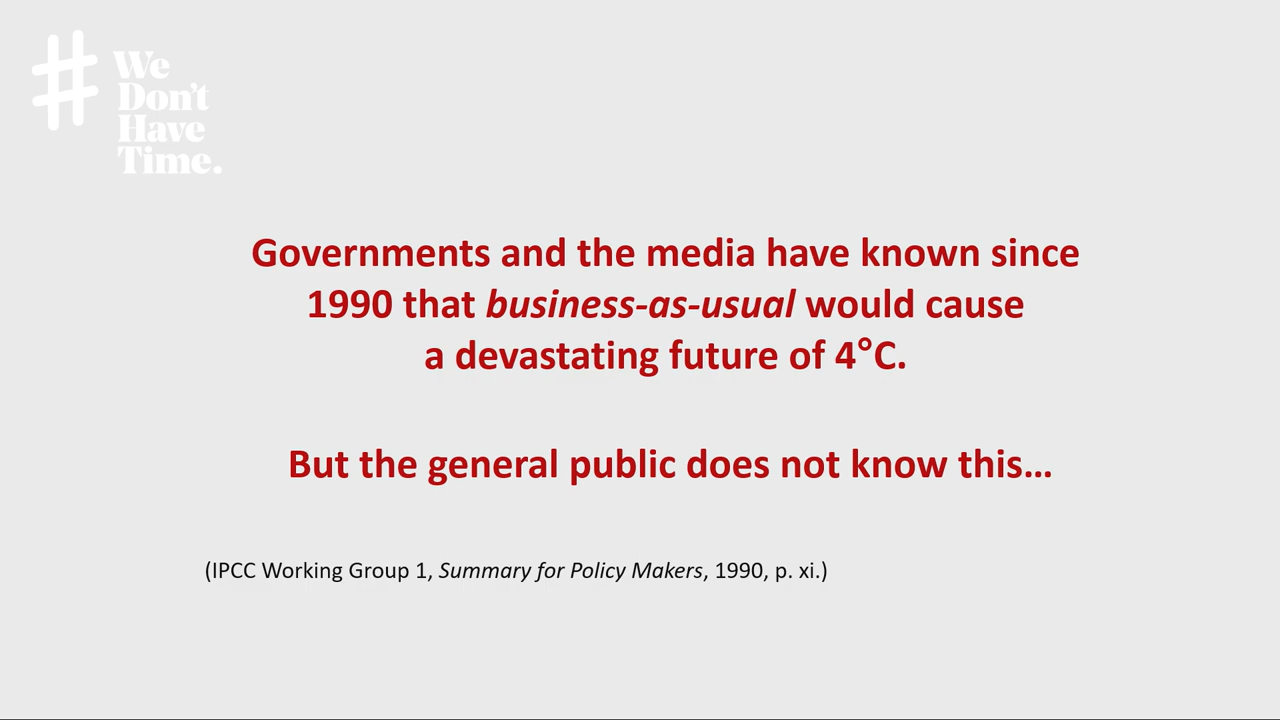 #
We
Don't
Have
Time.
Governments and the media have known since
1990 that business-as-usual would cause
a devastating future of 4°C.
But the general public does not know this…
(IPCC Working Group 1, Summary for Policy Makers, 1990, p. xi.)